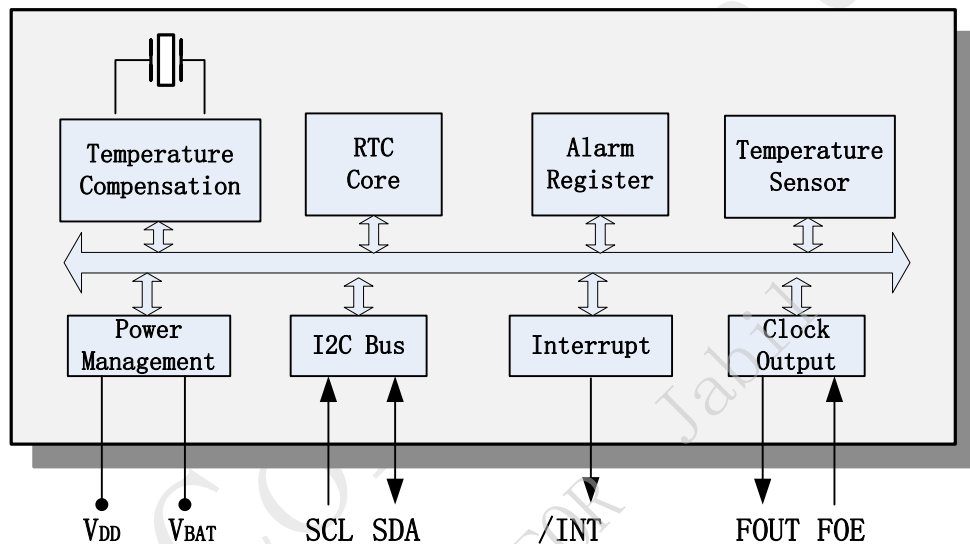 Temperature
Compensation
RTC
Core
Alarm
Register
Temperature
Sensor
Power
Management
I2C Bus
Interrupt
Clock
Output
VDD
VBAT
SCL SDA
/INT
FOUT FOE
Jabil